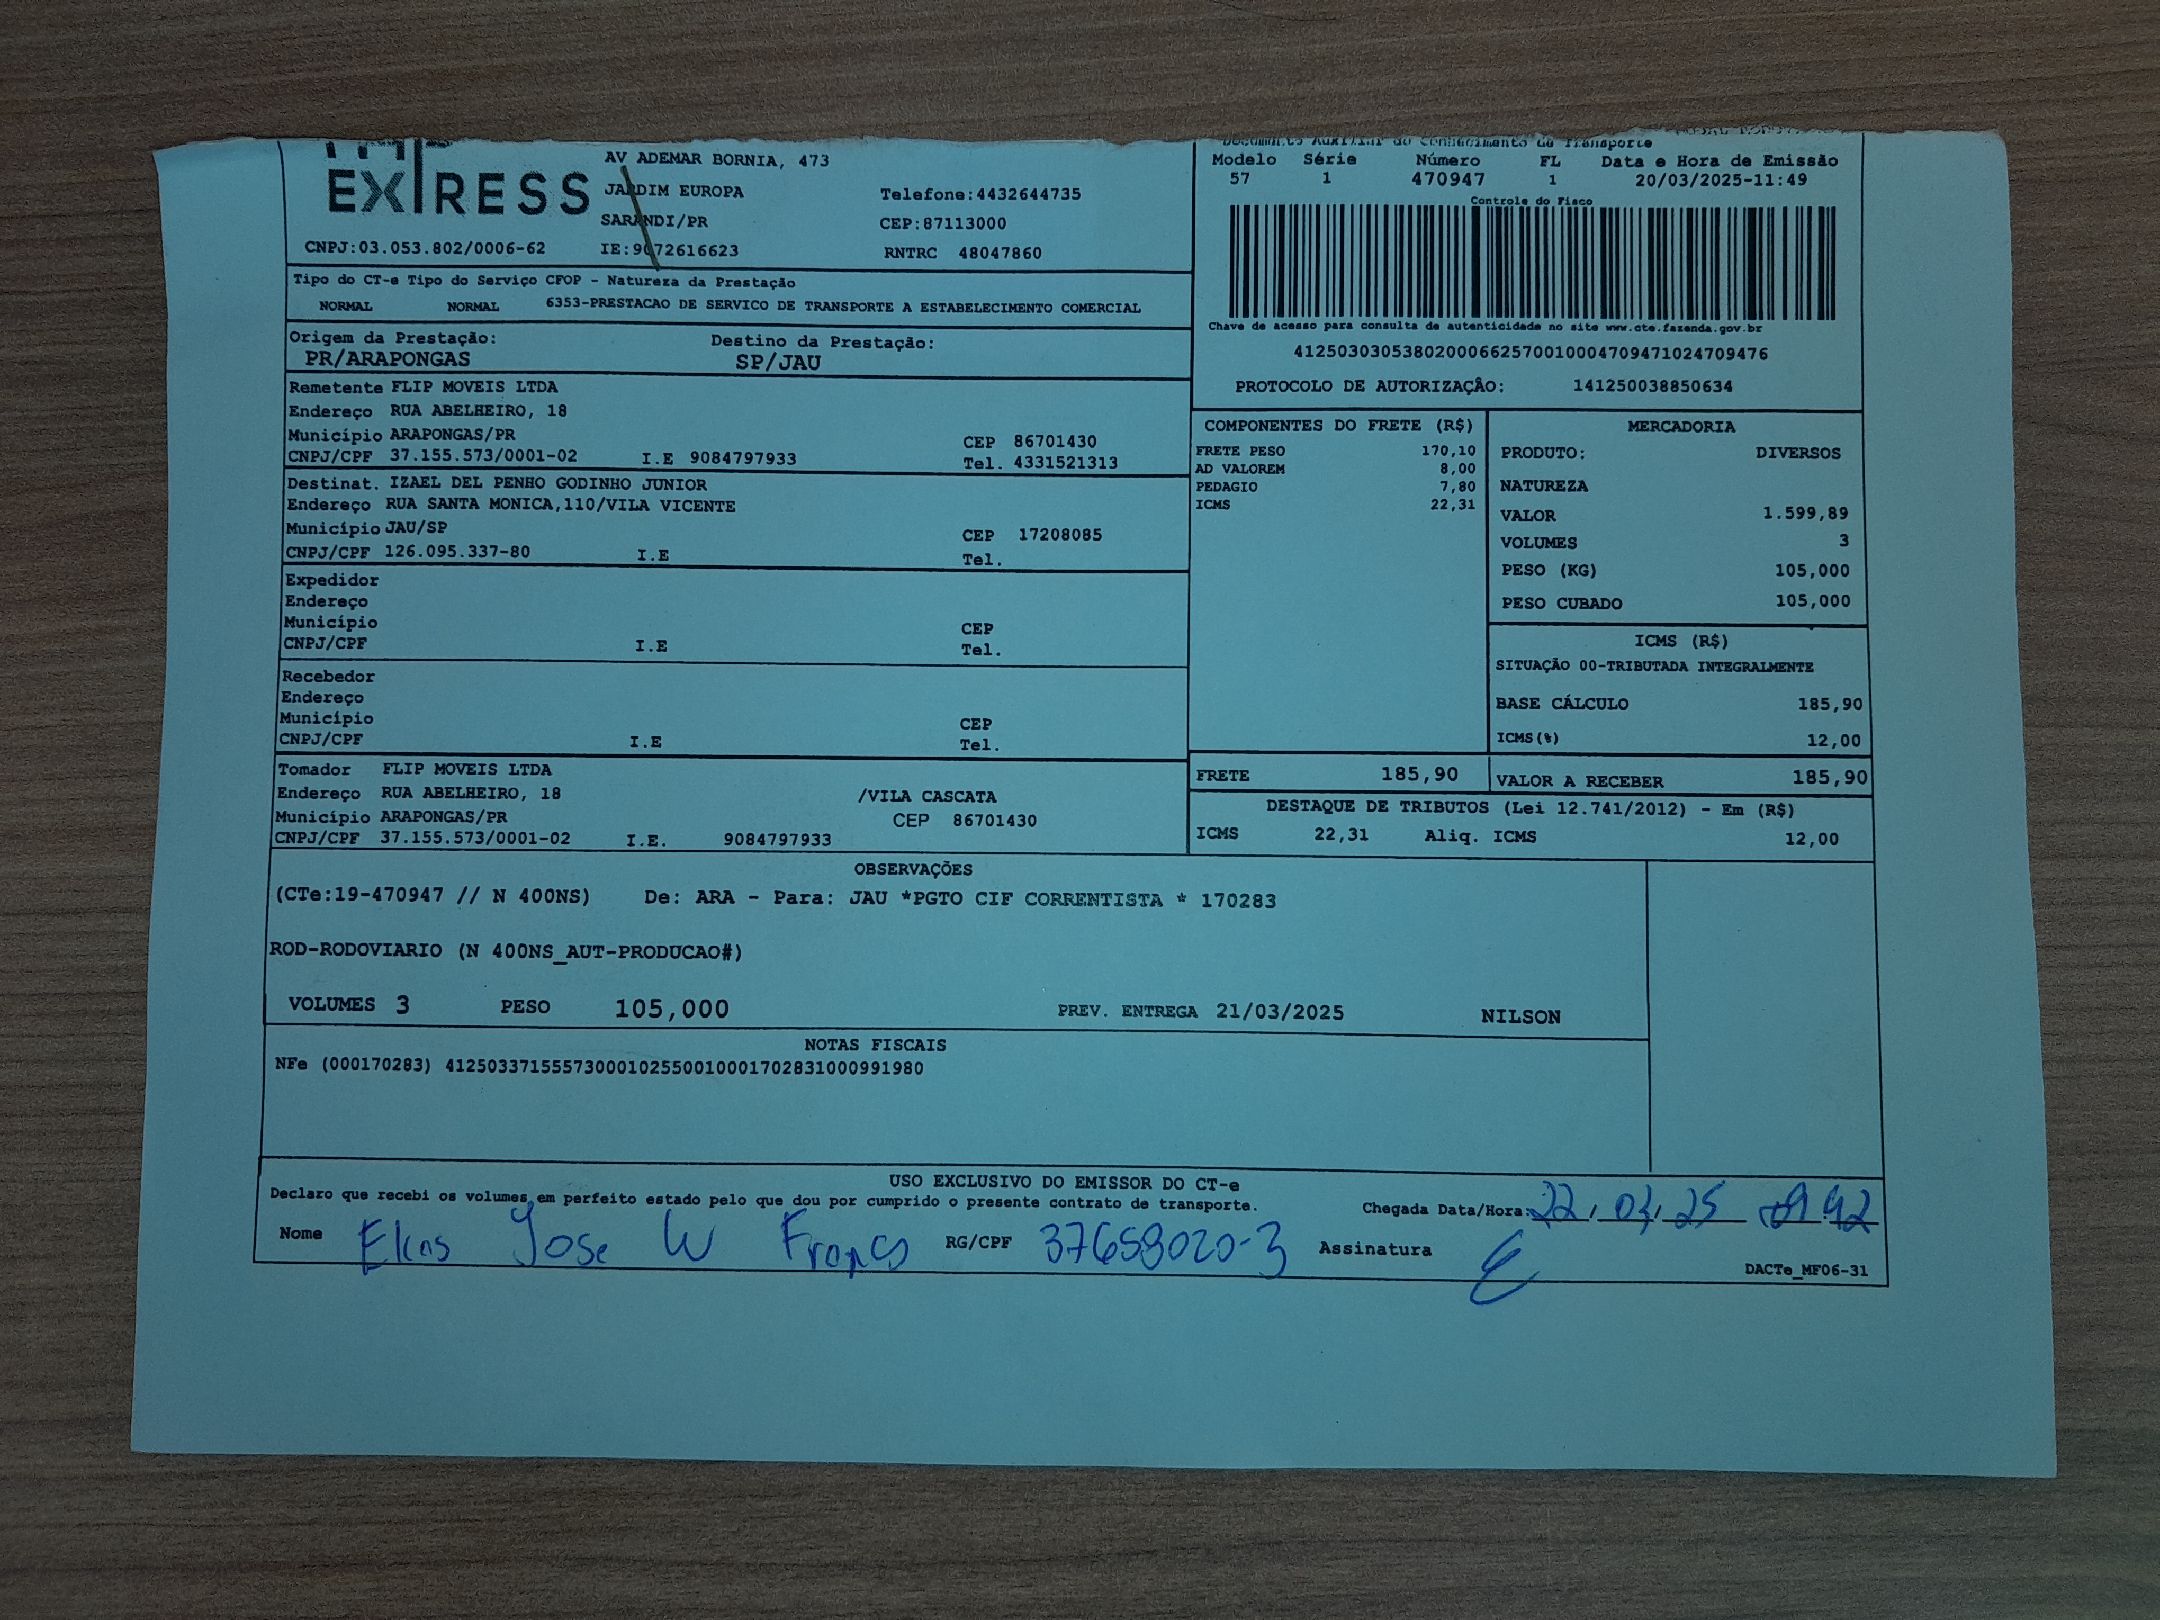 EXPRESS
CNPJ:03.053.802/0006-62
AV ADEMAR BORNIA, 473
JARDIM EUROPA
SARANDI/PR
IE:9072616623
Telefone:4432644735
CEP:87113000
RNTRC 48047860
Documento Auxiliar do Conhecimento de Transporte
Modelo Série Número FL Data e Hora de Emissão
57 1 470947 1 20/03/2025-11:49
Controle do Fisco
Chave de acesso para consulta de autenticidade no site www.cte.fazenda.gov.br
41250303053802000662570010004709471024709476
PROTOCOLO DE AUTORIZAÇÃO: 141250038850634
Tipo do CT-e Tipo do Serviço CFOP - Natureza da Prestação
NORMAL NORMAL 6353-PRESTACAO DE SERVICO DE TRANSPORTE A ESTABELECIMENTO COMERCIAL
Origem da Prestação: Destino da Prestação:
PR/ARAPONGAS SP/JAU
Remetente FLIP MOVEIS LTDA
Endereço RUA ABELHEIRO, 18
Município ARAPONGAS/PR CEP 86701430
CNPJ/CPF 37.155.573/0001-02 I.E 9084797933 Tel. 4331521313
Destinat. IZAEL DEL PENHO GODINHO JUNIOR
Endereço RUA SANTA MONICA,110/VILA VICENTE
Município JAU/SP CEP 17208085
CNPJ/CPF 126.095.337-80 I.E Tel.
Expedidor
Endereço
Município CEP
CNPJ/CPF I.E Tel.
Recebedor
Endereço
Município CEP
CNPJ/CPF I.E Tel.
Tomador FLIP MOVEIS LTDA
Endereço RUA ABELHEIRO, 18 /VILA CASCATA
Município ARAPONGAS/PR CEP 86701430
CNPJ/CPF 37.155.573/0001-02 I.E. 9084797933
COMPONENTES DO FRETE (R$)
FRETE PESO 170,10
AD VALOREM 8,00
PEDAGIO 7,80
ICMS 22,31
MERCADORIA
PRODUTO: DIVERSOS
NATUREZA
VALOR 1.599,89
VOLUMES 3
PESO (KG) 105,000
PESO CUBADO 105,000
ICMS (R$)
SITUAÇÃO 00-TRIBUTADA INTEGRALMENTE
BASE CÁLCULO 185,90
ICMS(%) 12,00
FRETE 185,90 VALOR A RECEBER 185,90
DESTAQUE DE TRIBUTOS (Lei 12.741/2012) - Em (R$)
ICMS 22,31 Aliq. ICMS 12,00
OBSERVAÇÕES
(CTe:19-470947 // N 400NS) De: ARA - Para: JAU *PGTO CIF CORRENTISTA * 170283
ROD-RODOVIARIO (N 400NS_AUT-PRODUCAO#)
VOLUMES 3 PESO 105,000 PREV. ENTREGA 21/03/2025 NILSON
NOTAS FISCAIS
NFe (000170283) 41250337155573000102550010001702831000991980
USO EXCLUSIVO DO EMISSOR DO CT-e
Declaro que recebi os volumes em perfeito estado pelo que dou por cumprido o presente contrato de transporte. Chegada Data/Hora: 22, 03, 25
Nome Jose W RG/CPF 37658020-3 Assinatura
DACTe_MF06-31